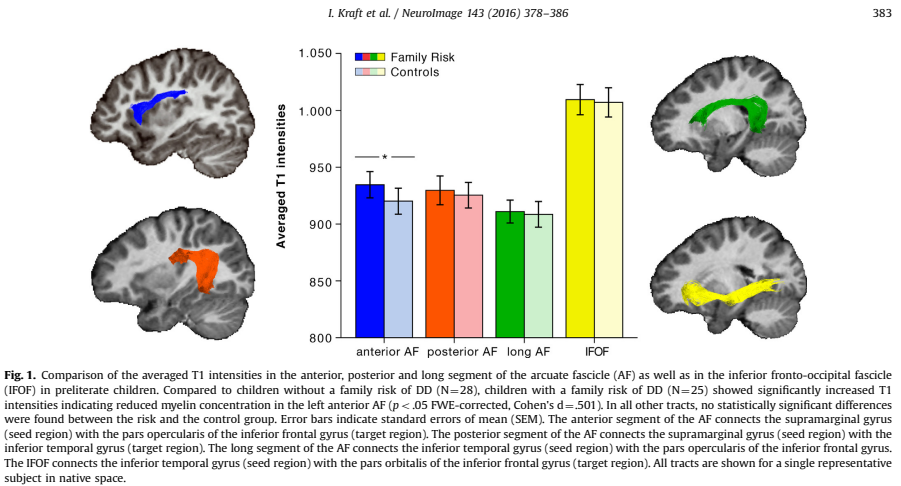 I. Kraft et al. / NeuroImage 143 (2016) 378–386
383
1.050
1.000
950
900
850
800
Averaged T1 intensities
Family Risk
Controls
*
anterior AF
posterior AF
long AF
IFOF
Fig. 1. Comparison of the averaged T1 intensities in the anterior, posterior and long segment of the arcuate fascicle (AF) as well as in the inferior fronto-occipital fascicle
(IFOF) in preliterate children. Compared to children without a family risk of DD (N=28), children with a family risk of DD (N=25) showed significantly increased T1
intensities indicating reduced myelin concentration in the left anterior AF (p < .05 FWE-corrected, Cohen's d=.501). In all other tracts, no statistically significant differences
were found between the risk and the control group. Error bars indicate standard errors of mean (SEM). The anterior segment of the AF connects the supramarginal gyrus
(seed region) with the pars opercularis of the inferior frontal gyrus (target region). The posterior segment of the AF connects the supramarginal gyrus (seed region) with the
inferior temporal gyrus (target region). The long segment of the AF connects the inferior temporal gyrus (seed region) with the pars opercularis of the inferior frontal gyrus.
The IFOF connects the inferior temporal gyrus (seed region) with the pars orbitalis of the inferior frontal gyrus (target region). All tracts are shown for a single representative
subject in native space.